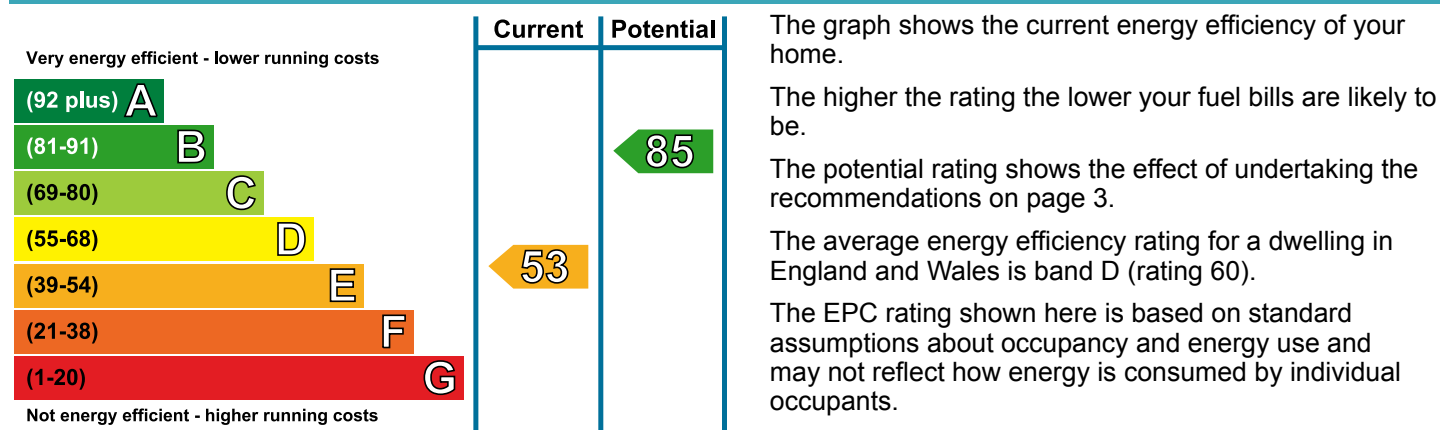 Current Potential
Very energy efficient - lower running costs
(92 plus) A
(81-91) B
85
(69-80) C
(55-68) D
53
(39-54) E
(21-38) F
(1-20) G
Not energy efficient - higher running costs
The graph shows the current energy efficiency of your
home.
The higher the rating the lower your fuel bills are likely to
be.
The potential rating shows the effect of undertaking the
recommendations on page 3.
The average energy efficiency rating for a dwelling in
England and Wales is band D (rating 60).
The EPC rating shown here is based on standard
assumptions about occupancy and energy use and
may not reflect how energy is consumed by individual
occupants.